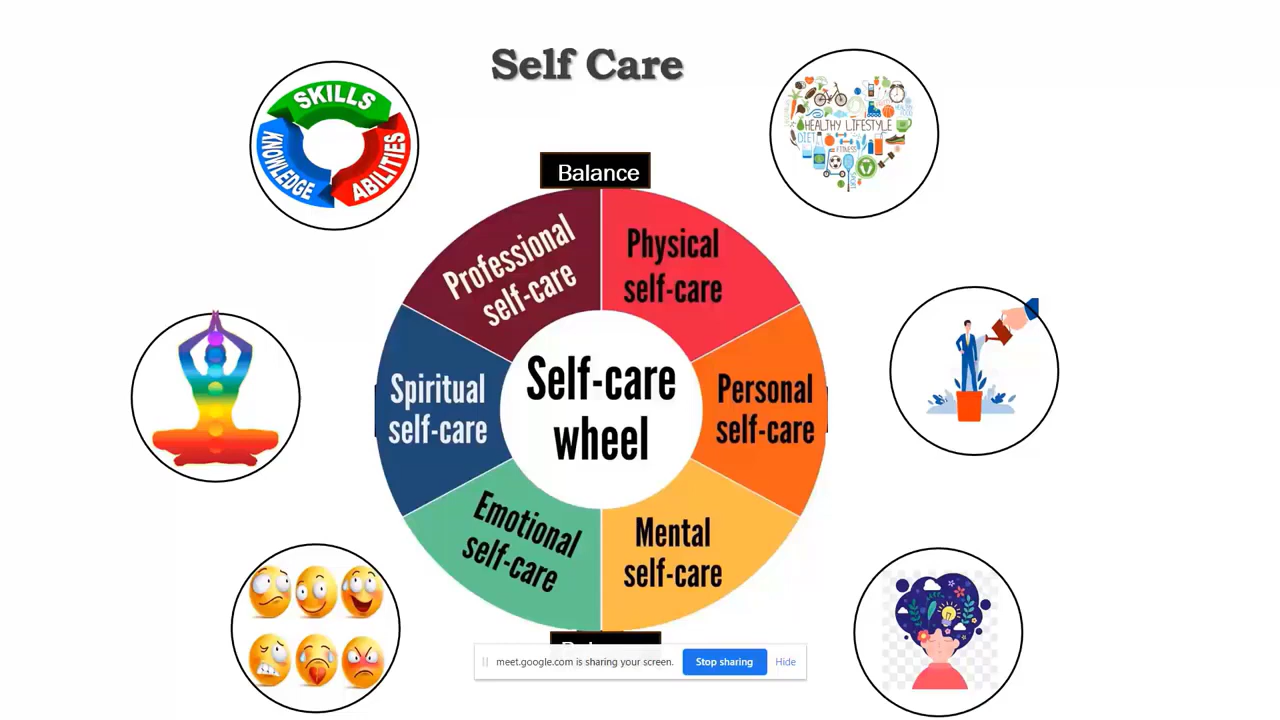 Self Care
SKILLS
KNOWLEDGE
ABILITIES
HEALTHY LIFESTYLE
DIET
FITNESS
Balance
Professional
self-care
Physical
self-care
Spiritual
self-care
Self-care
wheel
Personal
self-care
Emotional
self-care
Mental
self-care
meet.google.com is sharing your screen.
Stop sharing
Hide